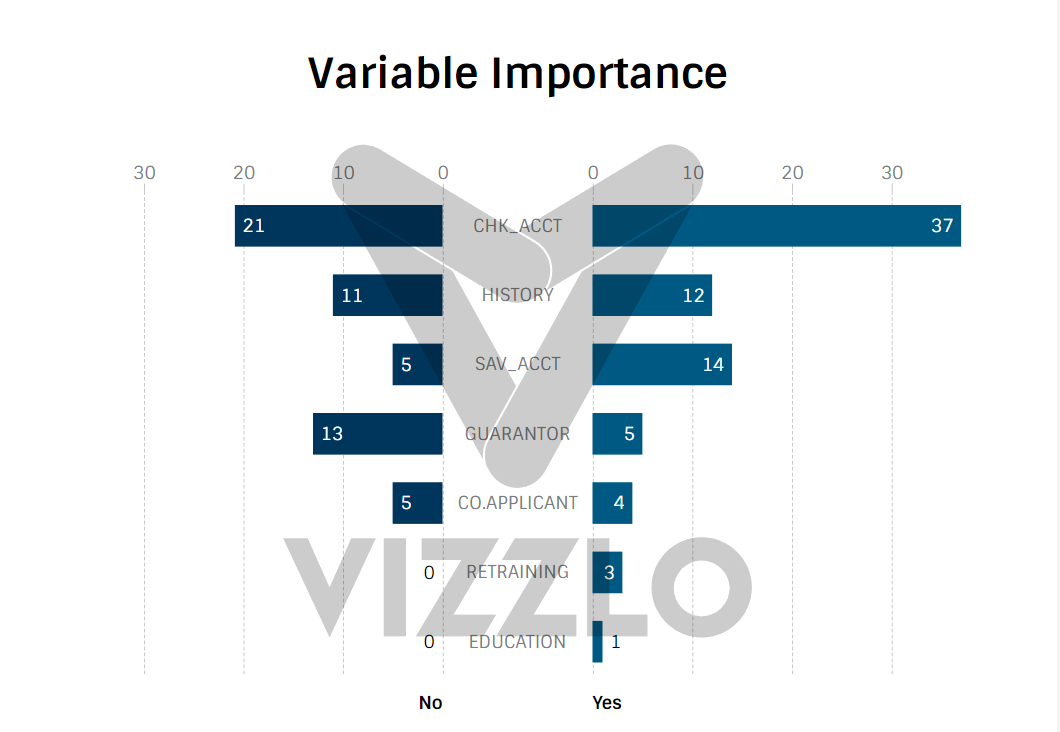 Variable Importance
30 20 10 0 0 10 20 30
21 CHK_ACCT 37
11 HISTORY 12
5 SAV_ACCT 14
13 GUARANTOR 5
5 CO.APPLICANT 4
0 RETRAINING 3
VIZZLO
0 EDUCATION 1
No Yes